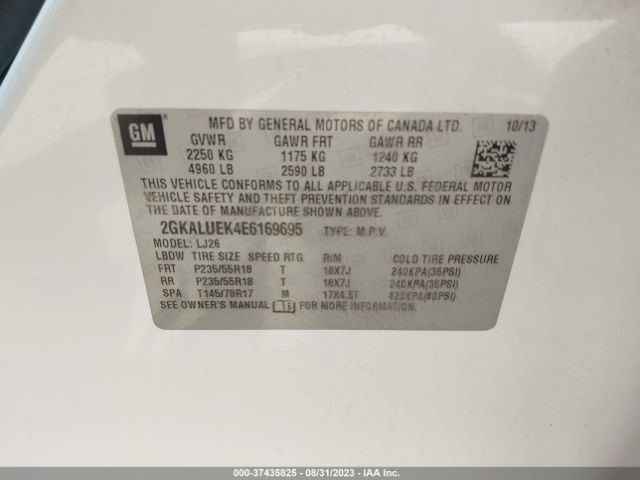 GM
MFD BY GENERAL MOTORS OF CANADA LTD. 10/13
GVWR GAWR FRT GAWR RR
2250 KG 1175 KG 1240 KG
4960 LB 2590 LB 2733 LB
THIS VEHICLE CONFORMS TO ALL APPLICABLE U.S. FEDERAL MOTOR
VEHICLE SAFETY AND THEFT PREVENTION STANDARDS IN EFFECT ON
THE DATE OF MANUFACTURE SHOWN ABOVE.
2GKALUEK4E6169695 TYPE: M.P.V.
MODEL: LJ26
LBDW TIRE SIZE SPEED RTG RIM COLD TIRE PRESSURE
FRT P235/55R18 T 18X7J 240KPA(35PSI)
RR P235/55R18 T 18X7J 240KPA(35PSI)
SPA T145/70R17 M 17X4.5T 420KPA(60PSI)
SEE OWNER'S MANUAL FOR MORE INFORMATION.
000-37435825 - 08/31/2023 - IAA Inc.